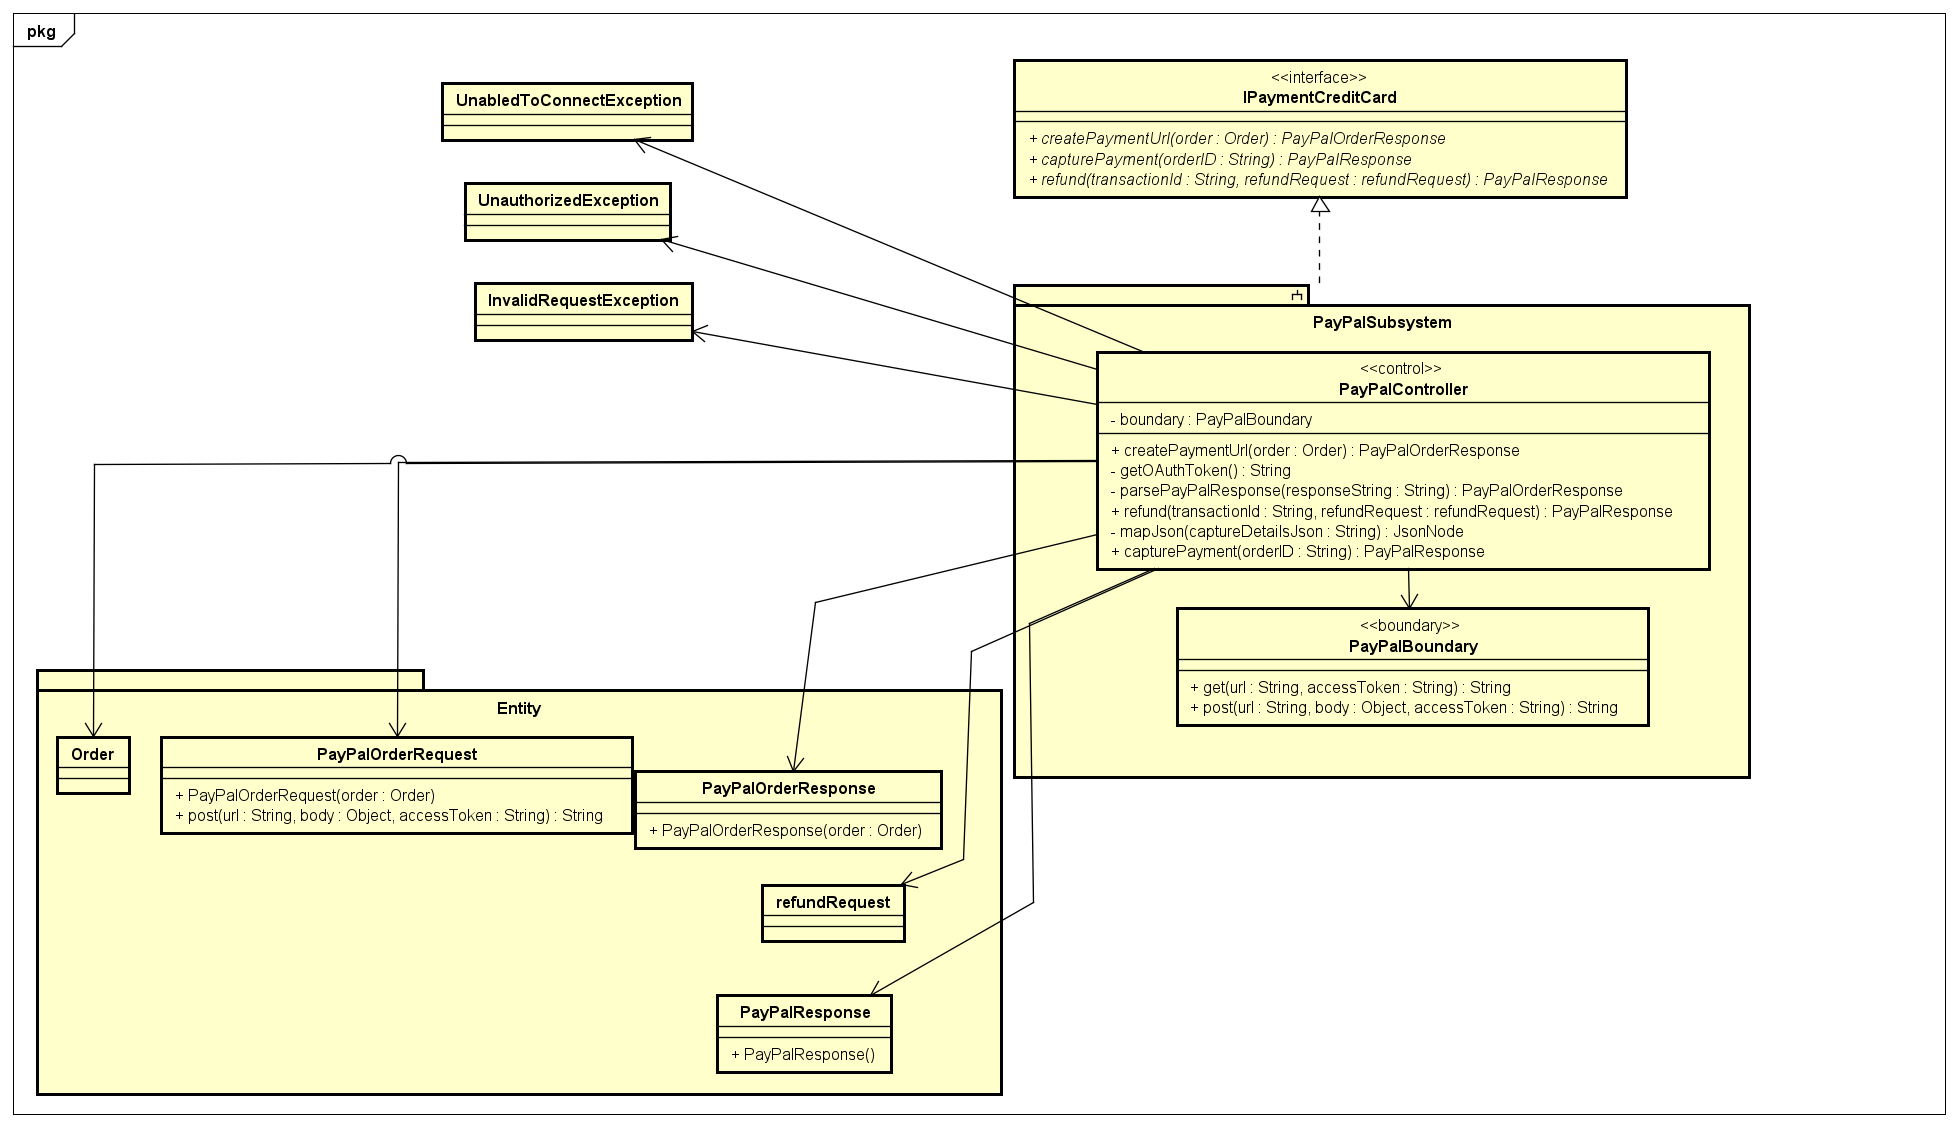 pkg
UnabledToConnectException
UnauthorizedException
InvalidRequestException
<<interface>>
IPaymentCreditCard
+ createPaymentUrl(order : Order) : PayPalOrderResponse
+ capturePayment(orderID : String) : PayPalResponse
+ refund(transactionId : String, refundRequest : refundRequest) : PayPalResponse
PayPalSubsystem
<<control>>
PayPalController
- boundary : PayPalBoundary
+ createPaymentUrl(order : Order) : PayPalOrderResponse
- getOAuthToken() : String
- parsePayPalResponse(responseString : String) : PayPalOrderResponse
+ refund(transactionId : String, refundRequest : refundRequest) : PayPalResponse
- mapJson(captureDetailsJson : String) : JsonNode
+ capturePayment(orderID : String) : PayPalResponse
<<boundary>>
PayPalBoundary
+ get(url : String, accessToken : String) : String
+ post(url : String, body : Object, accessToken : String) : String
Entity
Order
PayPalOrderRequest
+ PayPalOrderRequest(order : Order)
+ post(url : String, body : Object, accessToken : String) : String
PayPalOrderResponse
+ PayPalOrderResponse(order : Order)
refundRequest
PayPalResponse
+ PayPalResponse()